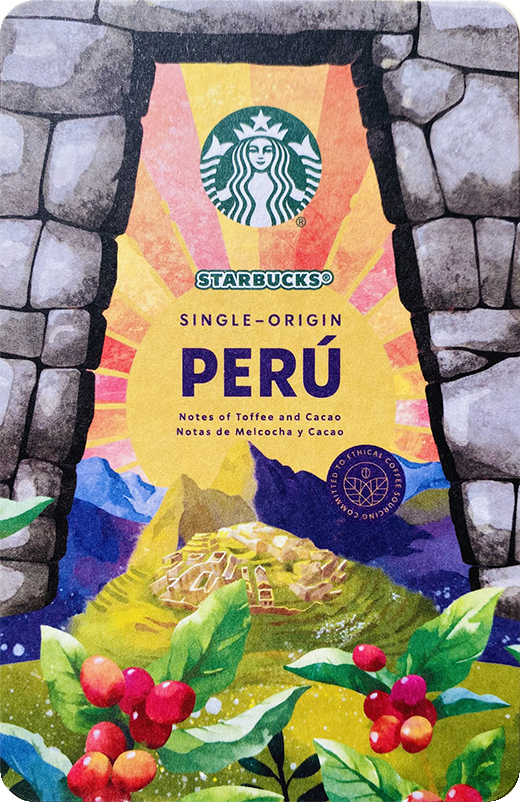 ®
STARBUCKS®
SINGLE-ORIGIN
PERÚ
Notes of Toffee and Cacao
Notas de Melcocha y Cacao
COMMITTED TO ETHICAL COFFEE SOURCING